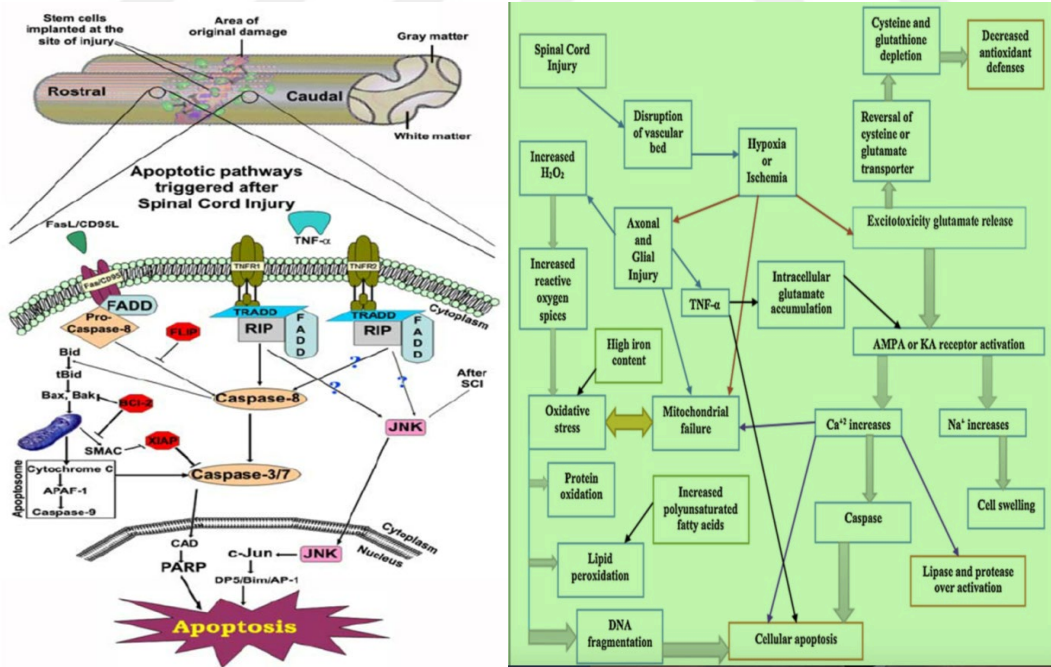 Stem cells
implanted at the
site of injury
Area of
original damage
Gray matter
Rostral
Caudal
White matter
Apoptotic pathways
triggered after
Spinal Cord Injury
FasL/CD95L
TNF-α
Fas/CD95
TNFR1
TNFR2
Cytoplasm
FADD
Pro-
Caspase-8
TRADD
RIP
FADD
TRADD
RIP
FADD
FLIP
Bid
tBid
Bax, Bak
BCl-2
Caspase-8
?
?
?
After
SCI
JNK
SMAC
XIAP
Caspase-3/7
Apoptosome
Cytochrome C
APAF-1
Caspase-9
Cytoplasm
Nucleus
CAD
PARP
c-Jun
JNK
DP5/Bim/AP-1
Apoptosis
Spinal Cord
Injury
Disruption
of vascular
bed
Hypoxia
or
Ischemia
Cysteine and
glutathione
depletion
Decreased
antioxidant
defenses
Reversal of
cysteine or
glutamate
transporter
Increased
H₂O₂
Axonal
and
Glial
Injury
Excitotoxicity glutamate release
Increased
reactive
oxygen
spices
TNF-α
Intracellular
glutamate
accumulation
AMPA or KA receptor activation
High iron
content
Oxidative
stress
Mitochondrial
failure
Ca⁺² increases
Na⁺ increases
Protein
oxidation
Increased
polyunsaturated
fatty acids
Caspase
Cell swelling
Lipid
peroxidation
Lipase and protease
over activation
DNA
fragmentation
Cellular apoptosis